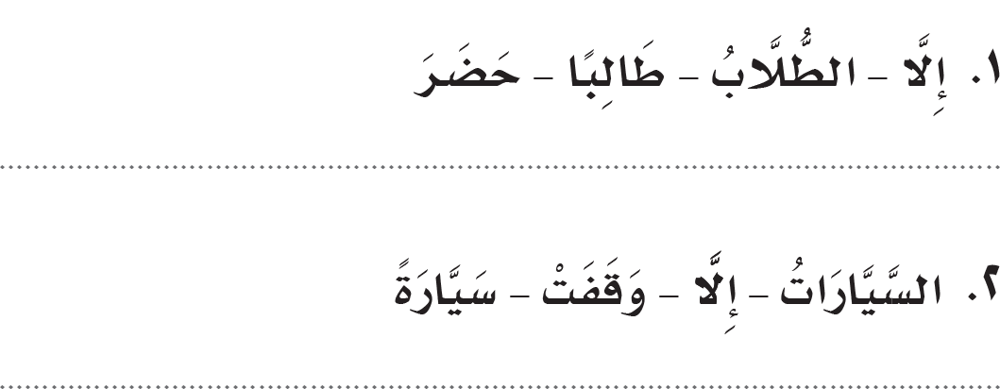 ١. إِلَّا – الطُّلَّابُ – طَالِبًا – حَضَرَ
٢. السَّيَّارَاتُ – إِلَّا – وَقَفَتْ – سَيَّارَةً